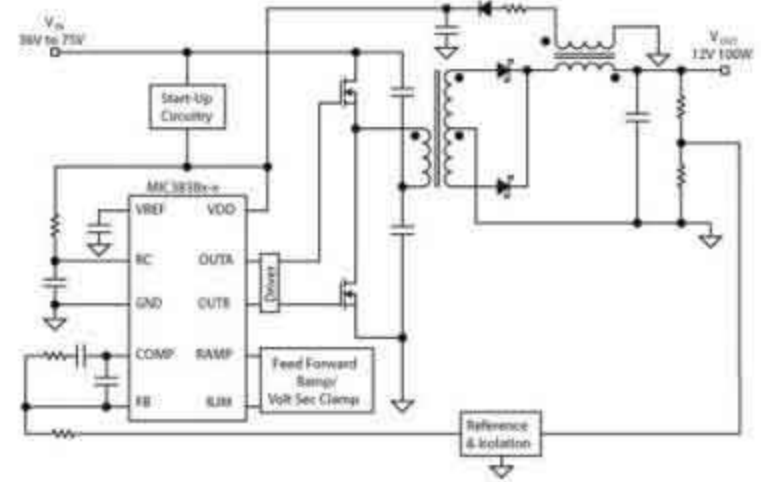 VIN
36V to 75V
VOUT
12V 100W
Start-Up
Circuitry
MIC3838x-x
VREF
VDD
RC
OUTA
Driver
GND
OUTB
COMP
RAMP
Feed Forward
Ramp/
Volt Sec Clamp
FB
ILIM
Reference
& Isolation